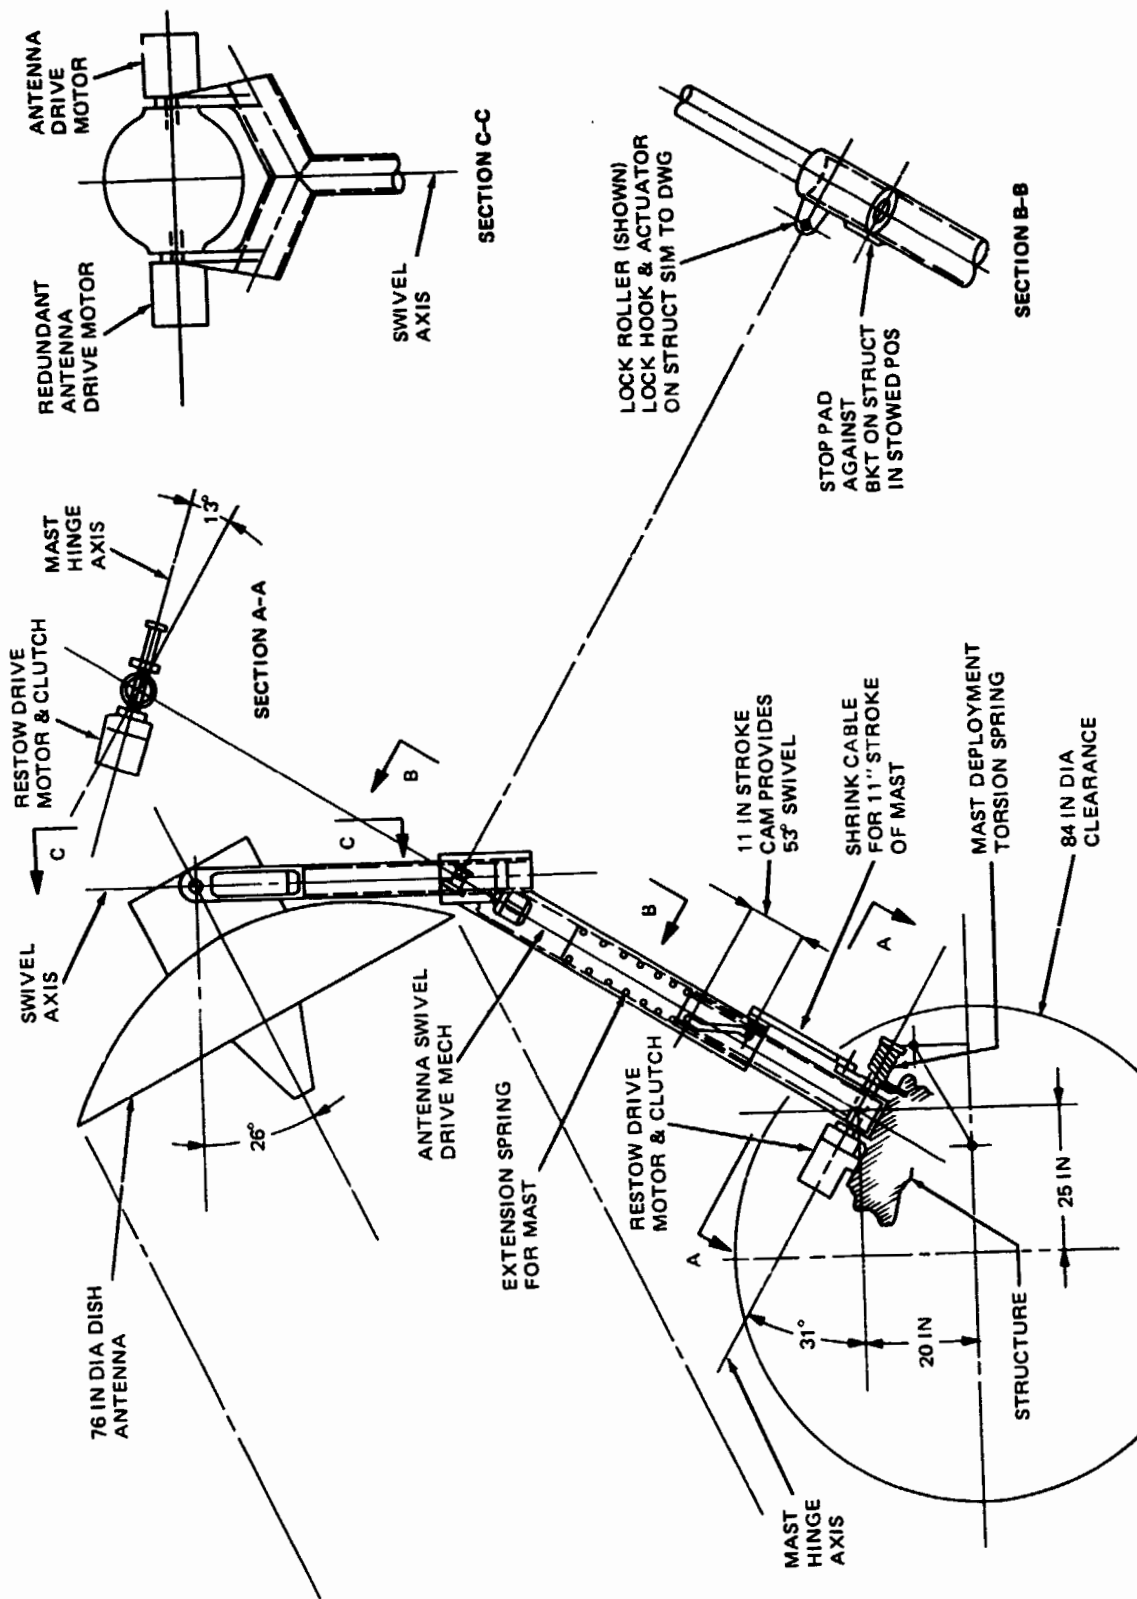 ANTENNA
DRIVE
MOTOR
REDUNDANT
ANTENNA
DRIVE MOTOR
SWIVEL
AXIS
SECTION C-C
LOCK ROLLER (SHOWN)
LOCK HOOK & ACTUATOR
ON STRUCT SIM TO DWG
STOP PAD
AGAINST
BKT ON STRUCT
IN STOWED POS
SECTION B-B
MAST
HINGE
AXIS
13°
RESTOW DRIVE
MOTOR & CLUTCH
SECTION A-A
C
C
B
B
SWIVEL
AXIS
76 IN DIA DISH
ANTENNA
26°
ANTENNA SWIVEL
DRIVE MECH
EXTENSION SPRING
FOR MAST
RESTOW DRIVE
MOTOR & CLUTCH
11 IN STROKE
CAM PROVIDES
53° SWIVEL
SHRINK CABLE
FOR 11" STROKE
OF MAST
MAST DEPLOYMENT
TORSION SPRING
84 IN DIA
CLEARANCE
A
A
31°
20 IN
25 IN
STRUCTURE
MAST
HINGE
AXIS